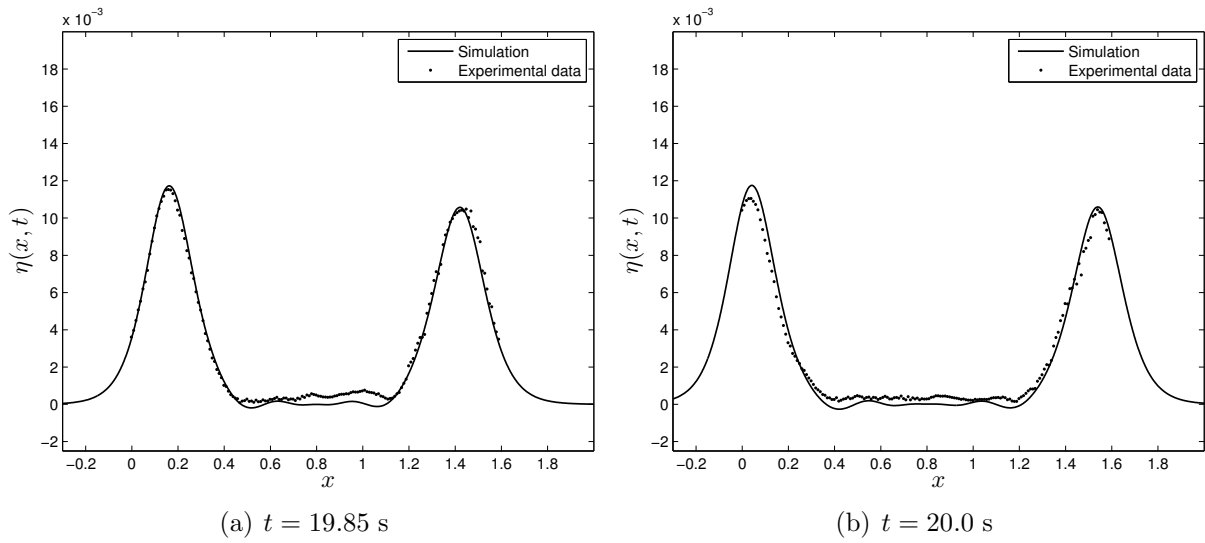 x 10⁻³
Simulation
Experimental data
18
16
14
12
10
8
6
4
2
0
−2
η(x, t)
−0.2 0 0.2 0.4 0.6 0.8 1 1.2 1.4 1.6 1.8
x
(a) t = 19.85 s
x 10⁻³
Simulation
Experimental data
18
16
14
12
10
8
6
4
2
0
−2
η(x, t)
−0.2 0 0.2 0.4 0.6 0.8 1 1.2 1.4 1.6 1.8
x
(b) t = 20.0 s